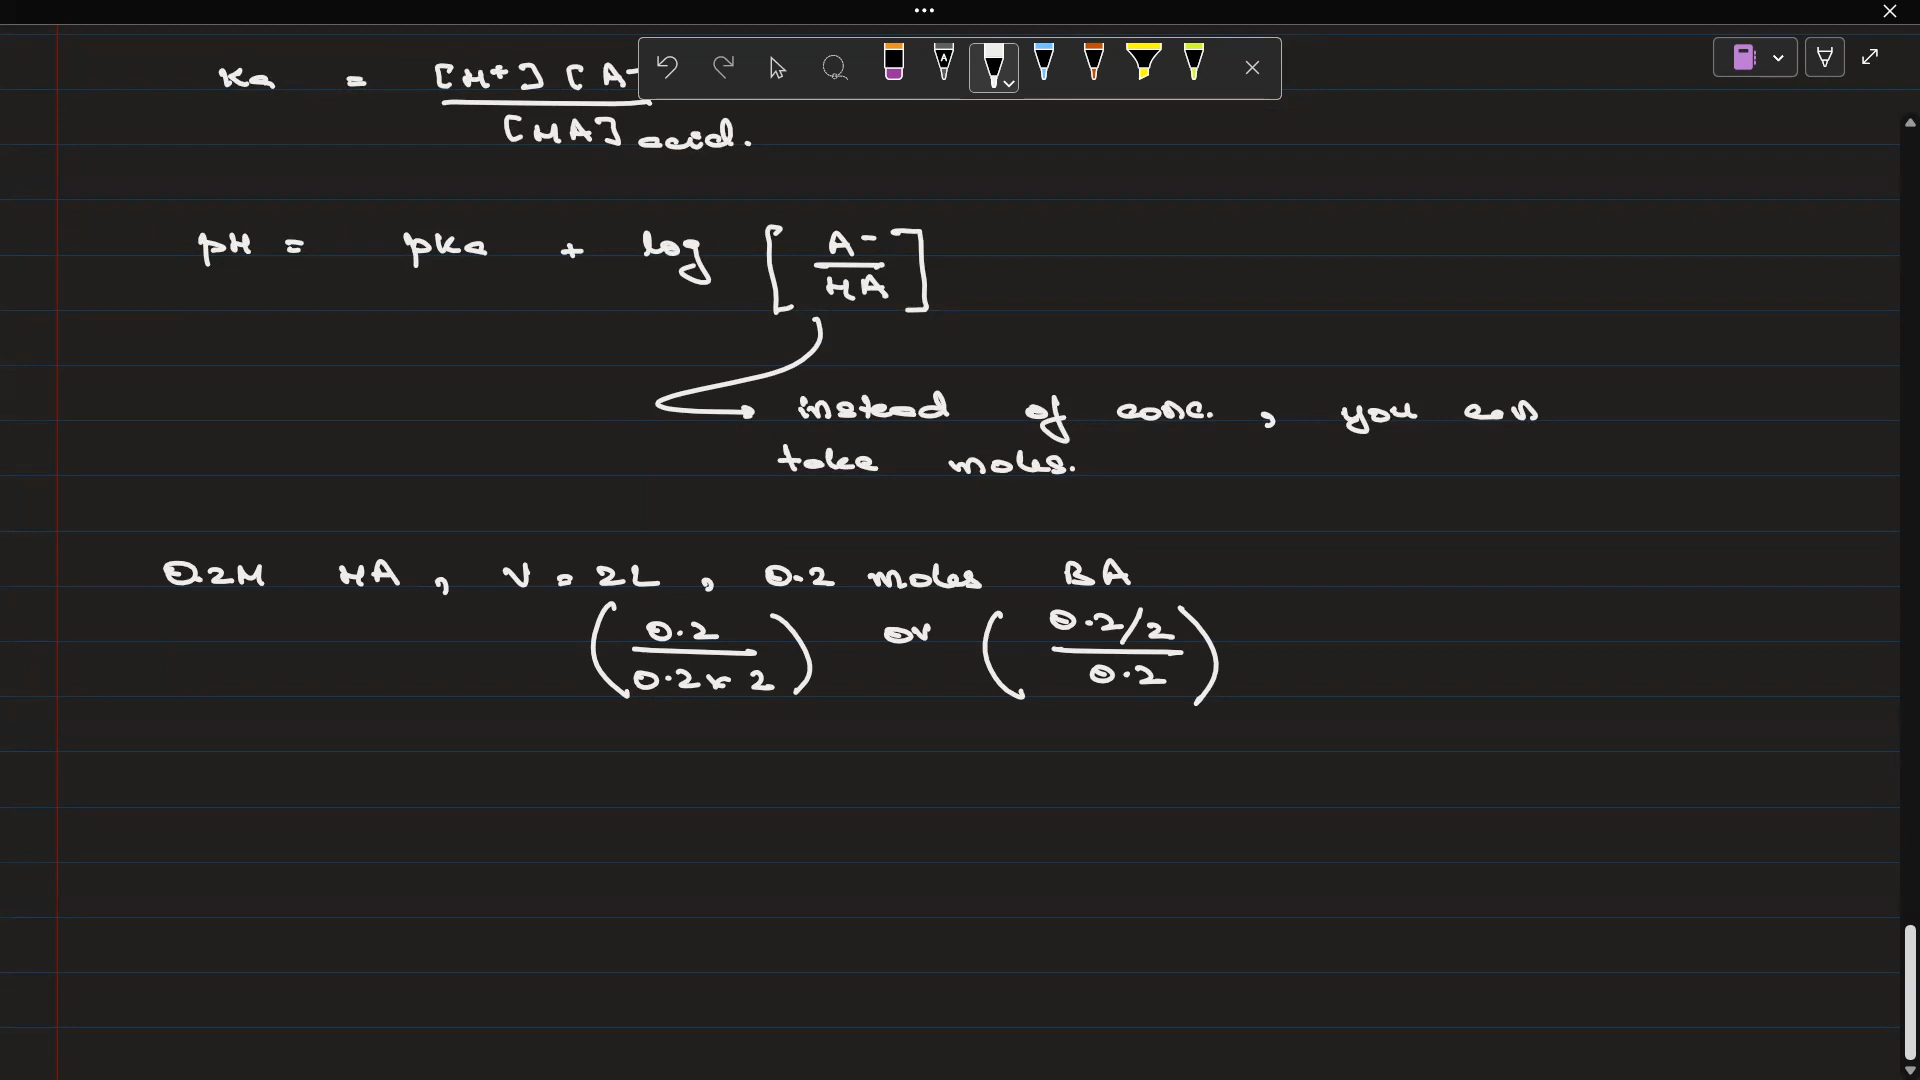 Ka = [H+] [A-
[HA] acid.
pH = pKa + log [A-/HA]
instead of conc. , you can
take moles.
0.2M HA , V = 2L , 0.2 moles BA
(0.2/0.2×2) or (0.2/2/0.2)